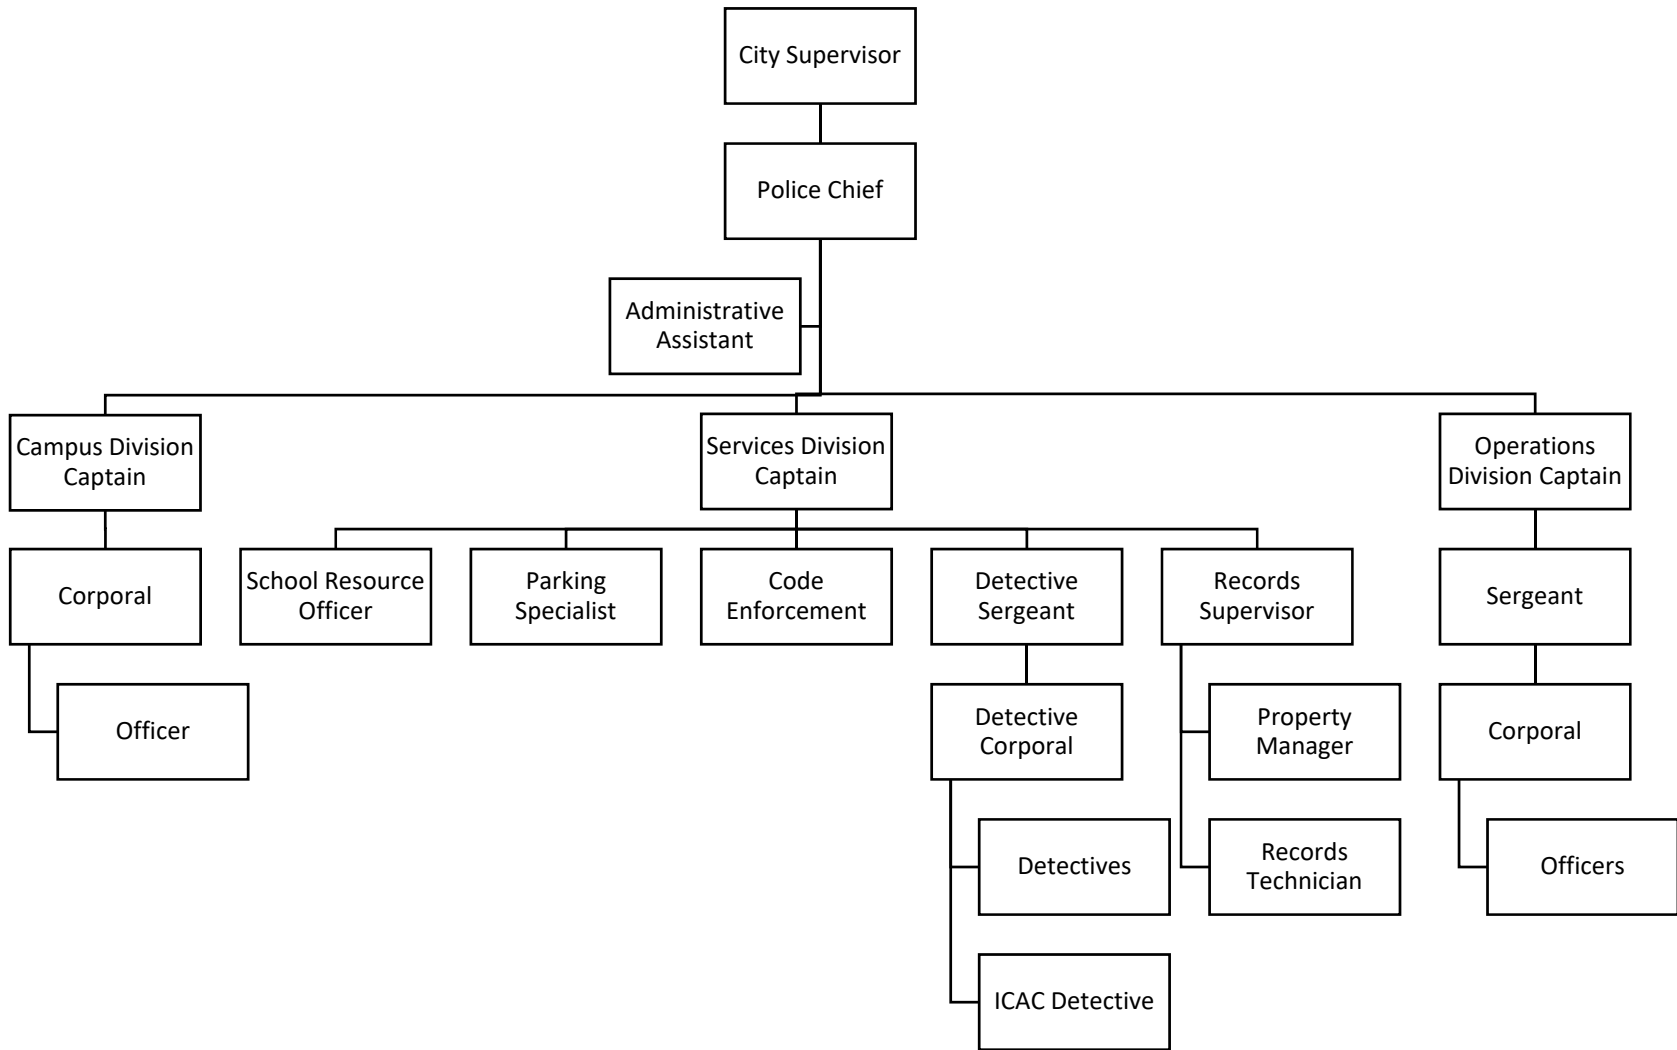 City Supervisor
Police Chief
Administrative
Assistant
Campus Division
Captain
Services Division
Captain
Operations
Division Captain
Corporal
School Resource
Officer
Parking
Specialist
Code
Enforcement
Detective
Sergeant
Records
Supervisor
Sergeant
Officer
Detective
Corporal
Property
Manager
Corporal
Detectives
Records
Technician
Officers
ICAC Detective